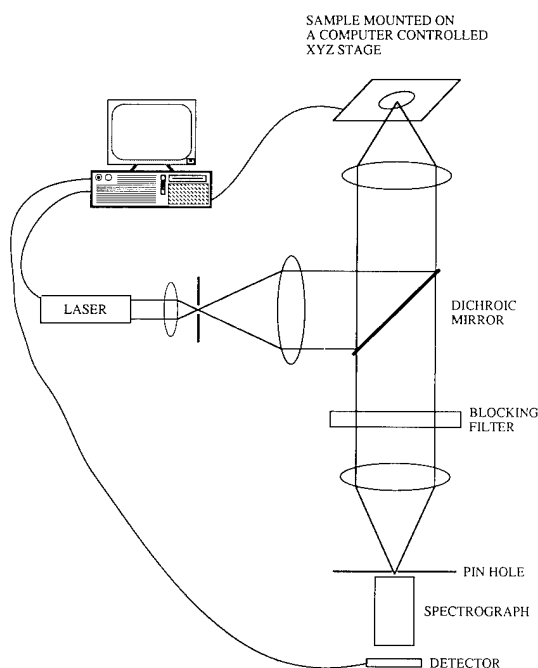 SAMPLE MOUNTED ON
A COMPUTER CONTROLLED
XYZ STAGE
LASER
DICHROIC
MIRROR
BLOCKING
FILTER
PIN HOLE
SPECTROGRAPH
DETECTOR